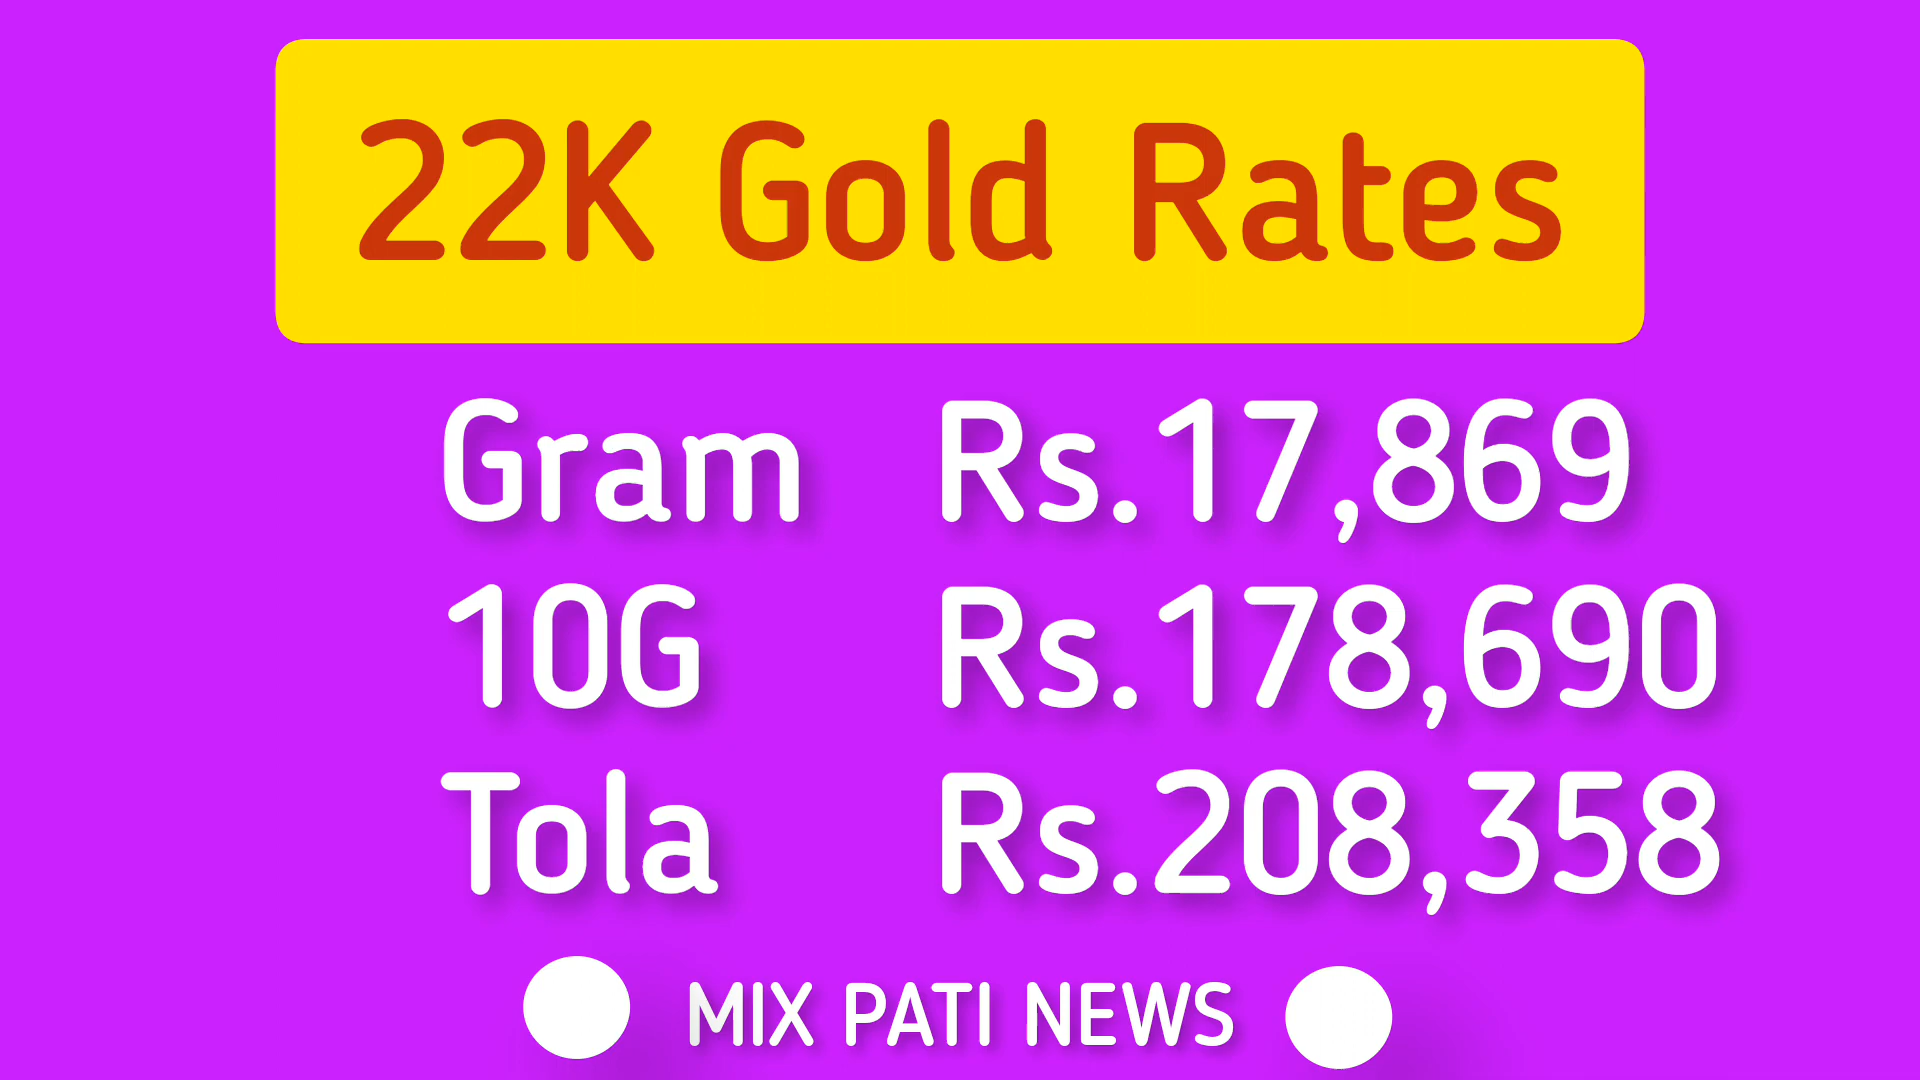 22K Gold Rates
Gram Rs.17,869
10G Rs.178,690
Tola Rs.208,358
MIX PATI NEWS